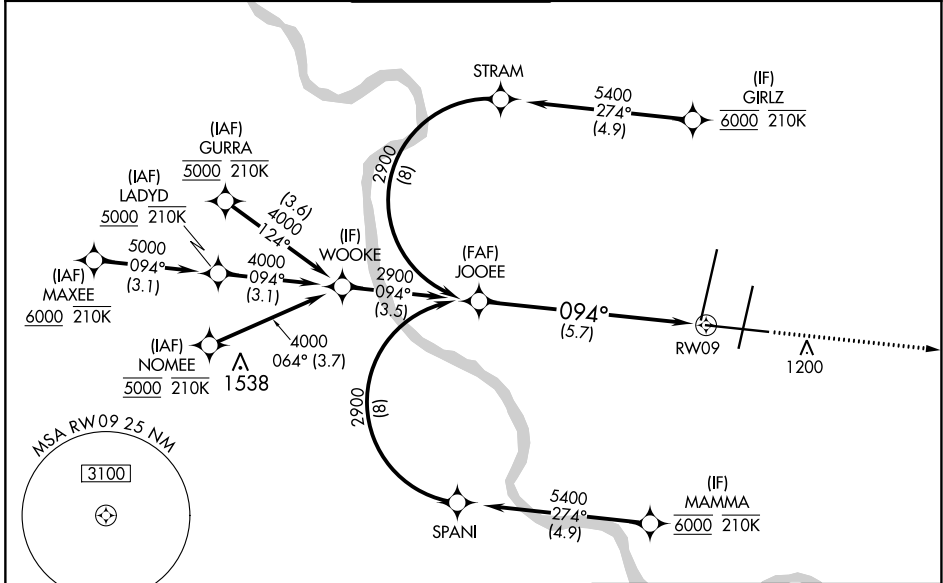 STRAM
5400
274°
(4.9)
(IF)
GIRLZ
6000 210K
(IAF)
GURRA
5000 210K
(IAF)
LADYD
5000 210K
(3.6)
4000
124°
2900
(8)
(IF)
WOOKE
5000
094°
(3.1)
4000
094°
(3.1)
2900
094°
(3.5)
(FAF)
JOOEE
(IAF)
MAXEE
6000 210K
094°
(5.7)
RW09
1200
(IAF)
NOMEE
5000 210K
4000
064° (3.7)
1538
2900
(8)
MSA RW09 25 NM
3100
SPANI
5400
274°
(4.9)
(IF)
MAMMA
6000 210K